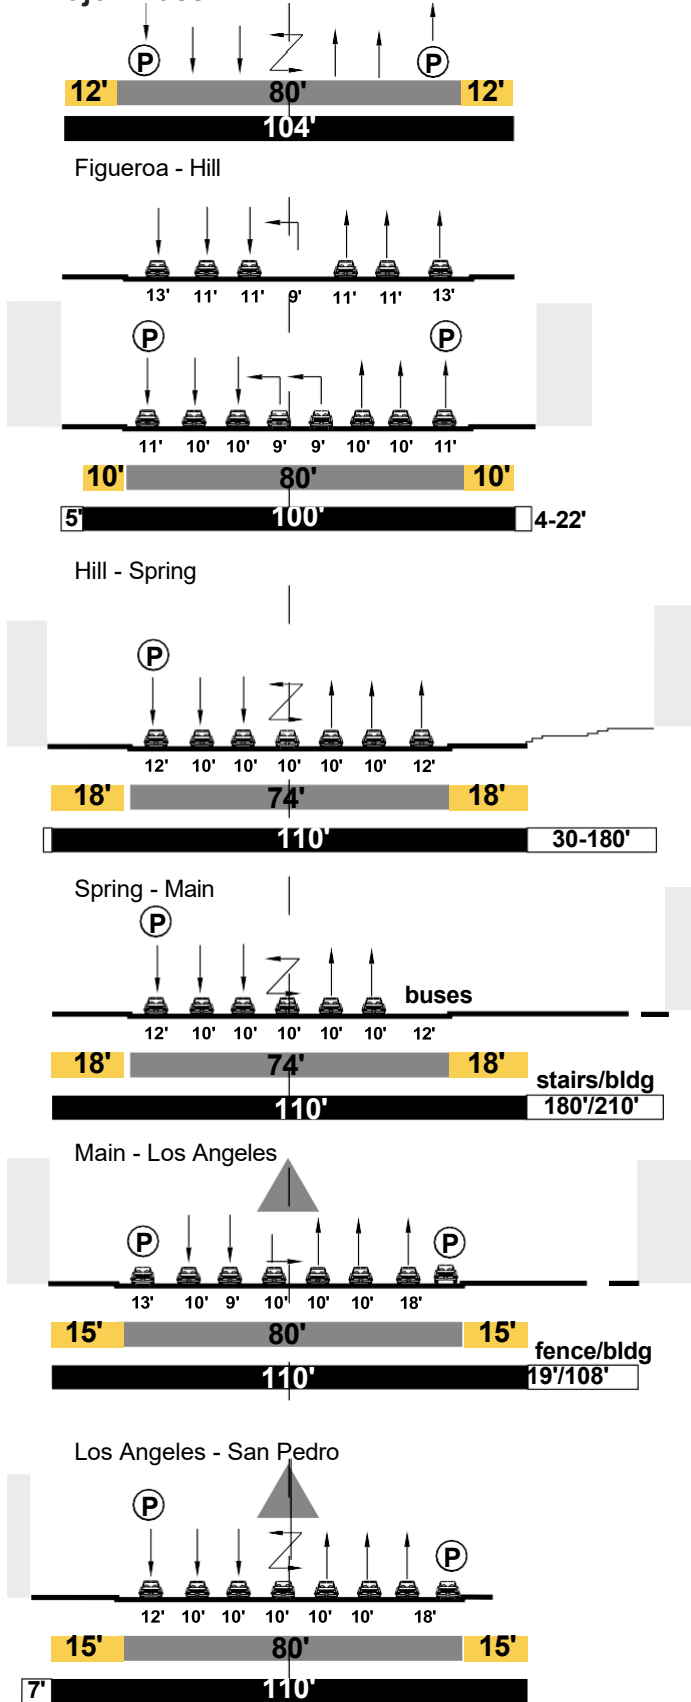 P P
12' 80' 12'
104'
Figueroa - Hill
13' 11' 11' 9' 11' 11' 13'
P P
11' 10' 10' 9' 9' 10' 10' 11'
10' 80' 10'
5' 100' 4-22'
Hill - Spring
P
12' 10' 10' 10' 10' 10' 12'
18' 74' 18'
110' 30-180'
Spring - Main
P
buses
12' 10' 10' 10' 10' 10' 12'
18' 74' 18'
stairs/bldg
110' 180'/210'
Main - Los Angeles
P P
13' 10' 9' 10' 10' 10' 18'
15' 80' 15'
fence/bldg
110' 19'/108'
Los Angeles - San Pedro
P
P
12' 10' 10' 10' 10' 10' 18'
15' 80' 15'
7' 110'